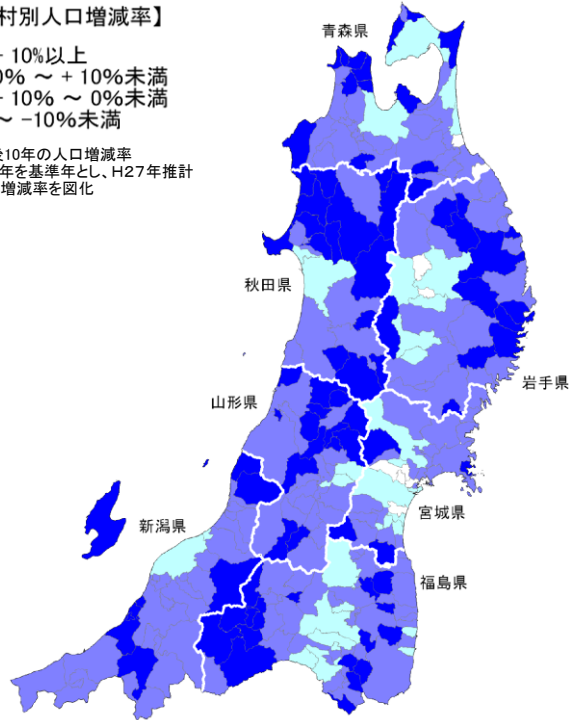 村別人口増減率】
10%以上
0% ～ + 10%未満
10% ～ 0%未満
～ -10%未満
後10年の人口増減率
年を基準年とし、H27年推計
増減率を図化
青森県
秋田県
岩手県
山形県
宮城県
新潟県
福島県